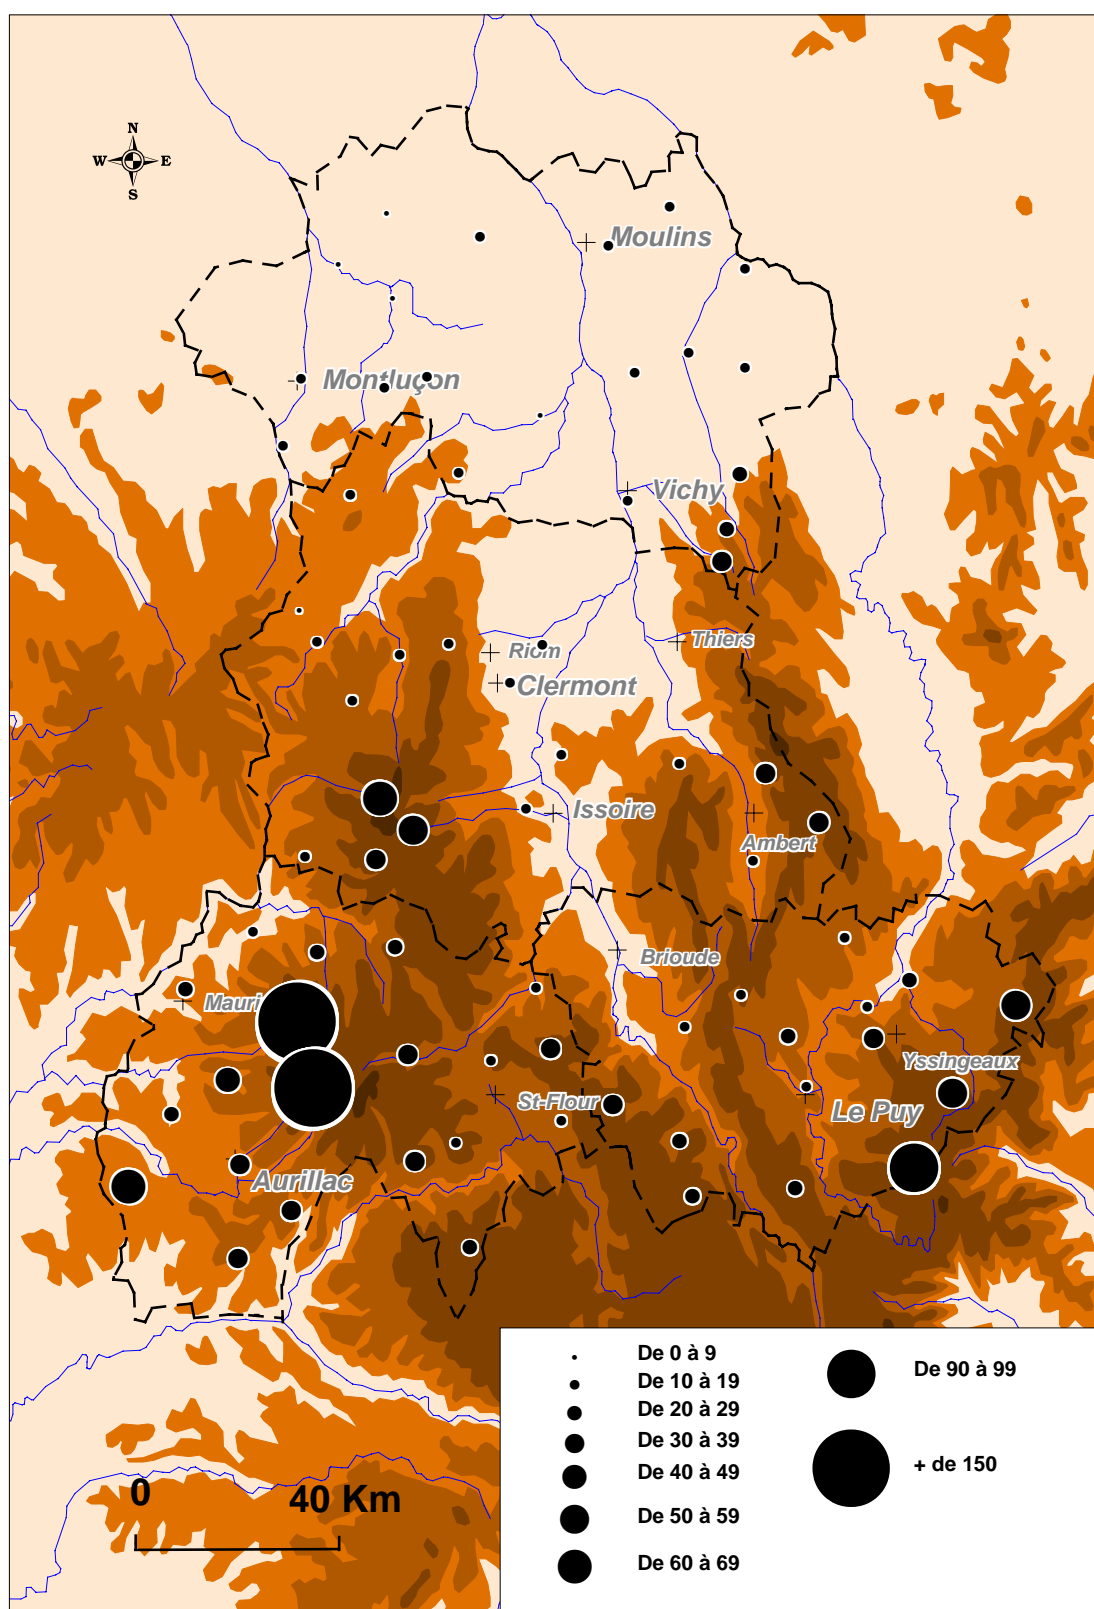 N
W E
S
Moulins
Montluçon
Vichy
Thiers
Riom
Clermont
Issoire
Ambert
Brioude
Mauri
Yssingeaux
St-Flour
Le Puy
Aurillac
De 0 à 9
De 10 à 19
De 20 à 29
De 30 à 39
De 40 à 49
De 50 à 59
De 60 à 69
De 90 à 99
+ de 150
0 40 Km